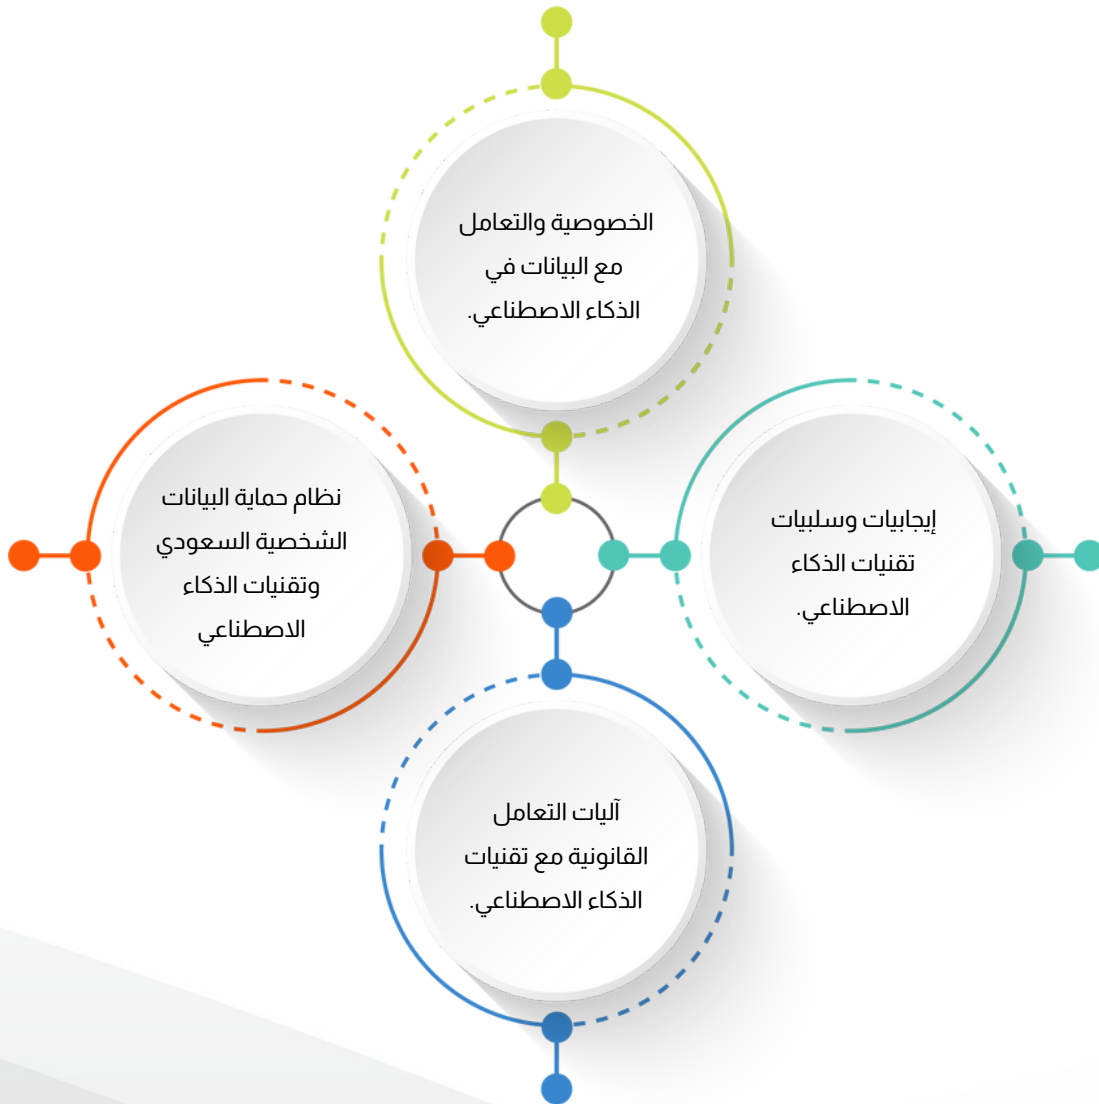 الخصوصية والتعامل
مع البيانات في
الذكاء الاصطناعي.
إيجابيات وسلبيات
تقنيات الذكاء
الاصطناعي.
نظام حماية البيانات
الشخصية السعودي
وتقنيات الذكاء
الاصطناعي
آليات التعامل
القانونية مع تقنيات
الذكاء الاصطناعي.